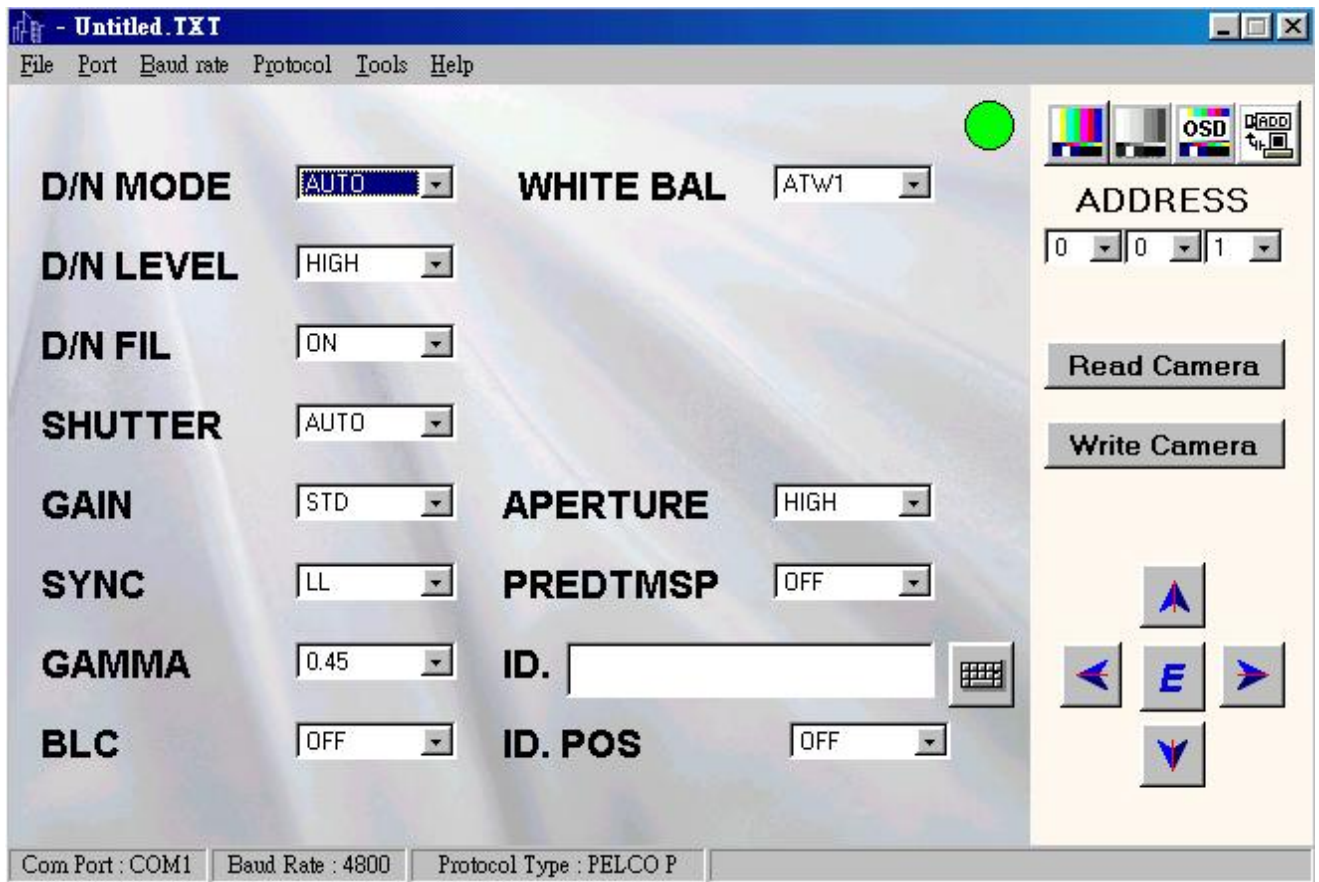 - Untitled.TXT
File Port Baud rate Protocol Tools Help
OSD
ADD
D/N MODE AUTO WHITE BAL ATW1
ADDRESS
0 0 1
D/N LEVEL HIGH
D/N FIL ON
Read Camera
SHUTTER AUTO
Write Camera
GAIN STD APERTURE HIGH
SYNC LL PREDTMSP OFF
GAMMA 0.45 ID.
E
BLC OFF ID. POS OFF
Com Port : COM1 Baud Rate : 4800 Protocol Type : PELCO P